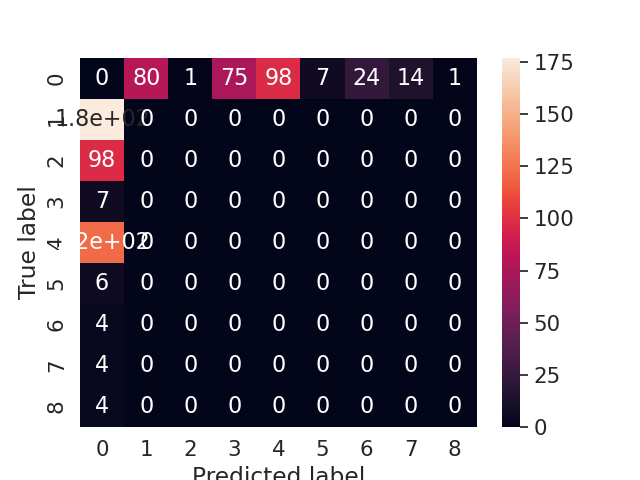 0 0 80 1 75 98 7 24 14 1
1 1.8e+02 0 0 0 0 0 0 0 0
2 98 0 0 0 0 0 0 0 0
3 7 0 0 0 0 0 0 0 0
4 2e+02 0 0 0 0 0 0 0 0
5 6 0 0 0 0 0 0 0 0
6 4 0 0 0 0 0 0 0 0
7 4 0 0 0 0 0 0 0 0
8 4 0 0 0 0 0 0 0 0
0 1 2 3 4 5 6 7 8
True label
Predicted label
175
150
125
100
75
50
25
0